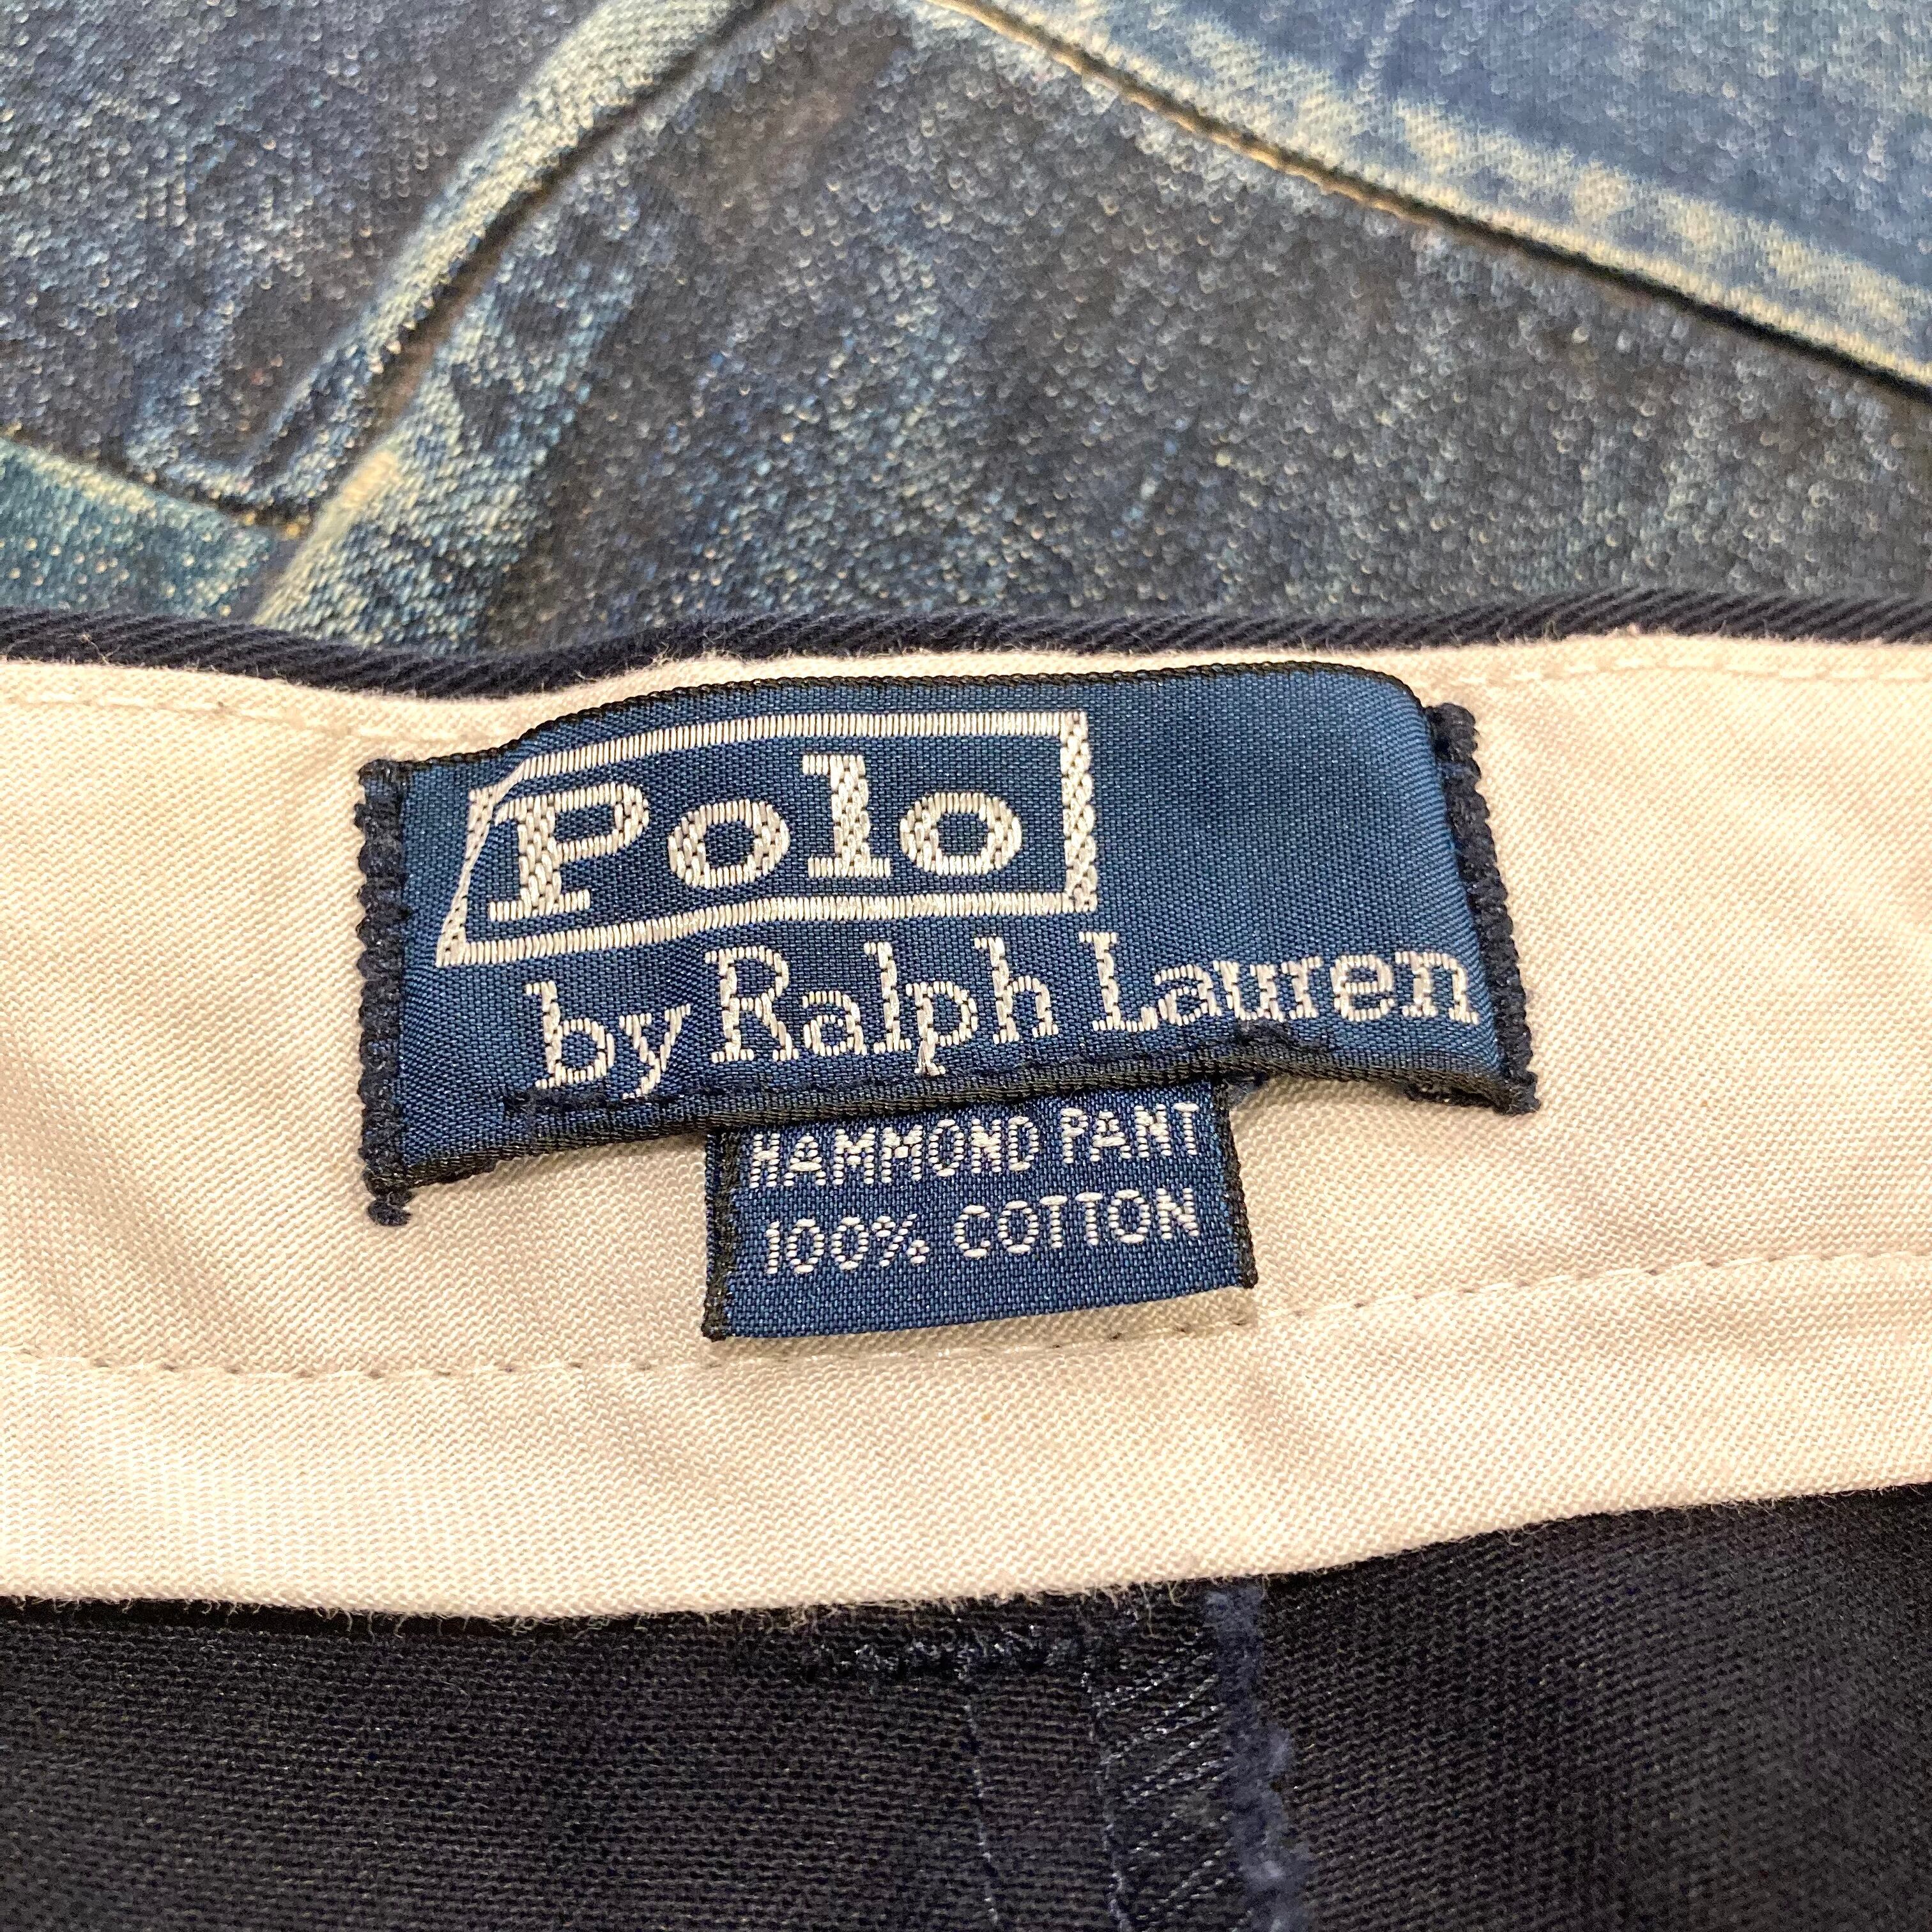 Polo
by Ralph Lauren
HAMMOND PANT
100% COTTON